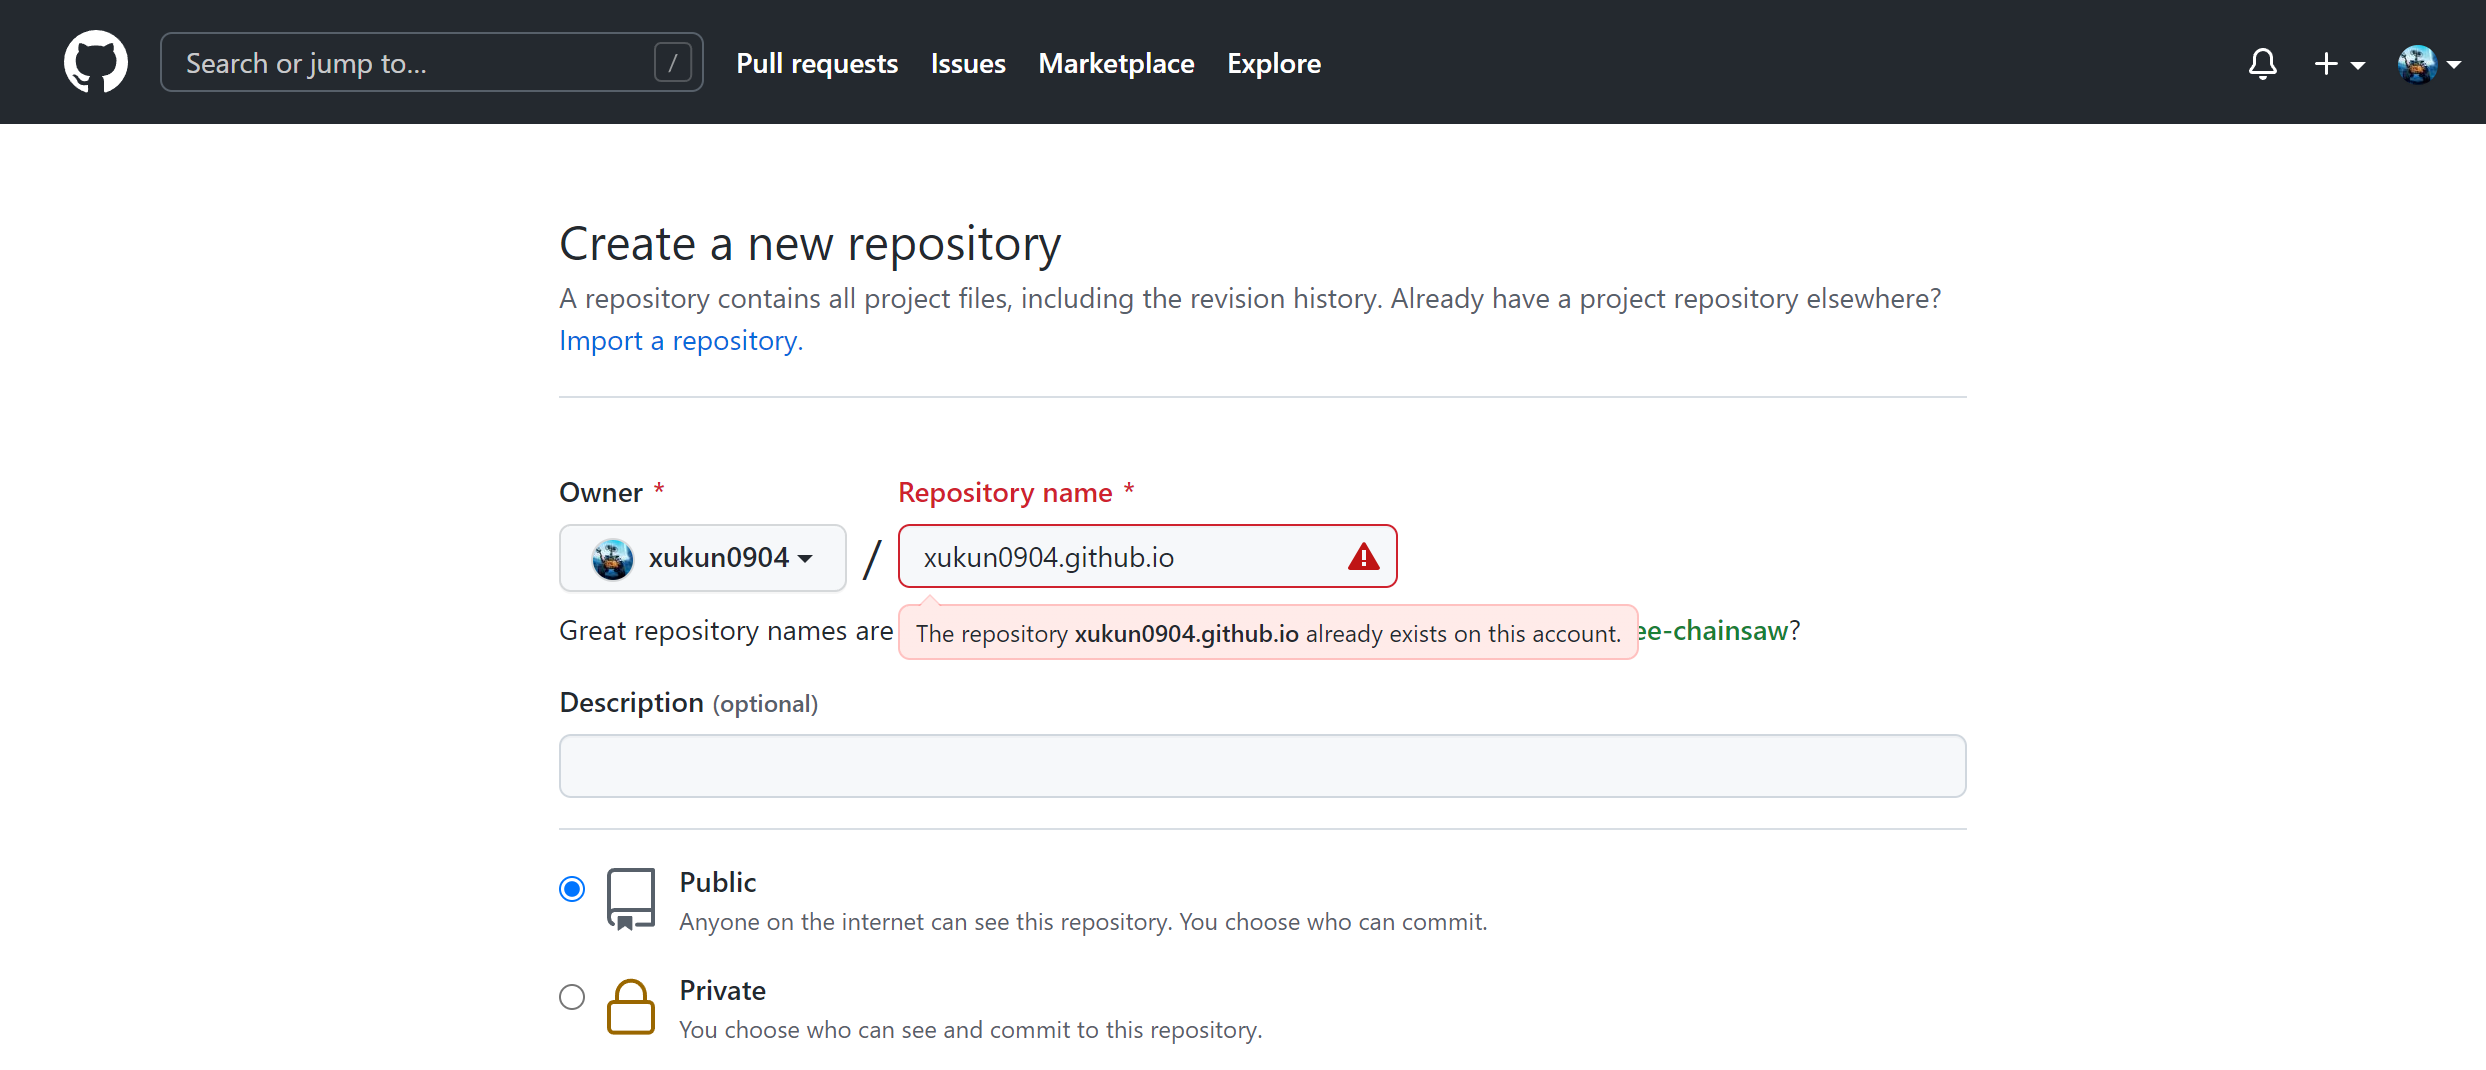 Search or jump to...
/
Pull requests
Issues
Marketplace
Explore
Create a new repository
A repository contains all project files, including the revision history. Already have a project repository elsewhere?
Import a repository.
Owner *
Repository name *
xukun0904
/
xukun0904.github.io
Great repository names are
The repository xukun0904.github.io already exists on this account.
ee-chainsaw?
Description (optional)
Public
Anyone on the internet can see this repository. You choose who can commit.
Private
You choose who can see and commit to this repository.